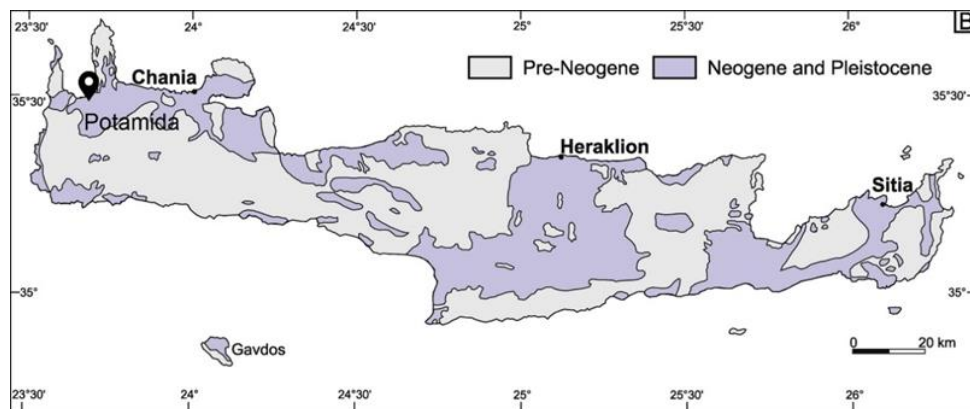 23°30' 24° 24°30' 25° 25°30' 26° B
Pre-Neogene Neogene and Pleistocene
Chania
35°30' 35°30'
Potamida
Heraklion
Sitia
35° 35°
Gavdos
0 20 km
23°30' 24° 24°30' 25° 25°30' 26°